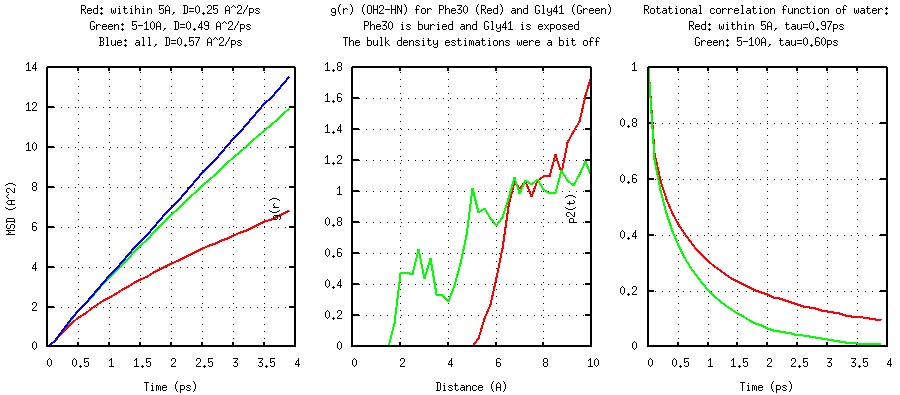 Red: witihin 5A, D=0.25 A^2/ps
Green: 5-10A, D=0.49 A^2/ps
Blue: all, D=0.57 A^2/ps
14
12
10
8
6
4
2
0
MSD (A^2)
0 0.5 1 1.5 2 2.5 3 3.5 4
Time (ps)
g(r) (OH2-HN) for Phe30 (Red) and Gly41 (Green)
Phe30 is buried and Gly41 is exposed
The bulk density estimations were a bit off
1.8
1.6
1.4
1.2
1
0.8
0.6
0.4
0.2
0
g(r)
0 2 4 6 8 10
Distance (A)
Rotational correlation function of water:
Red: within 5A, tau=0.97ps
Green: 5-10A, tau=0.60ps
1
0.8
0.6
0.4
0.2
0
p2(t)
0 0.5 1 1.5 2 2.5 3 3.5 4
Time (ps)